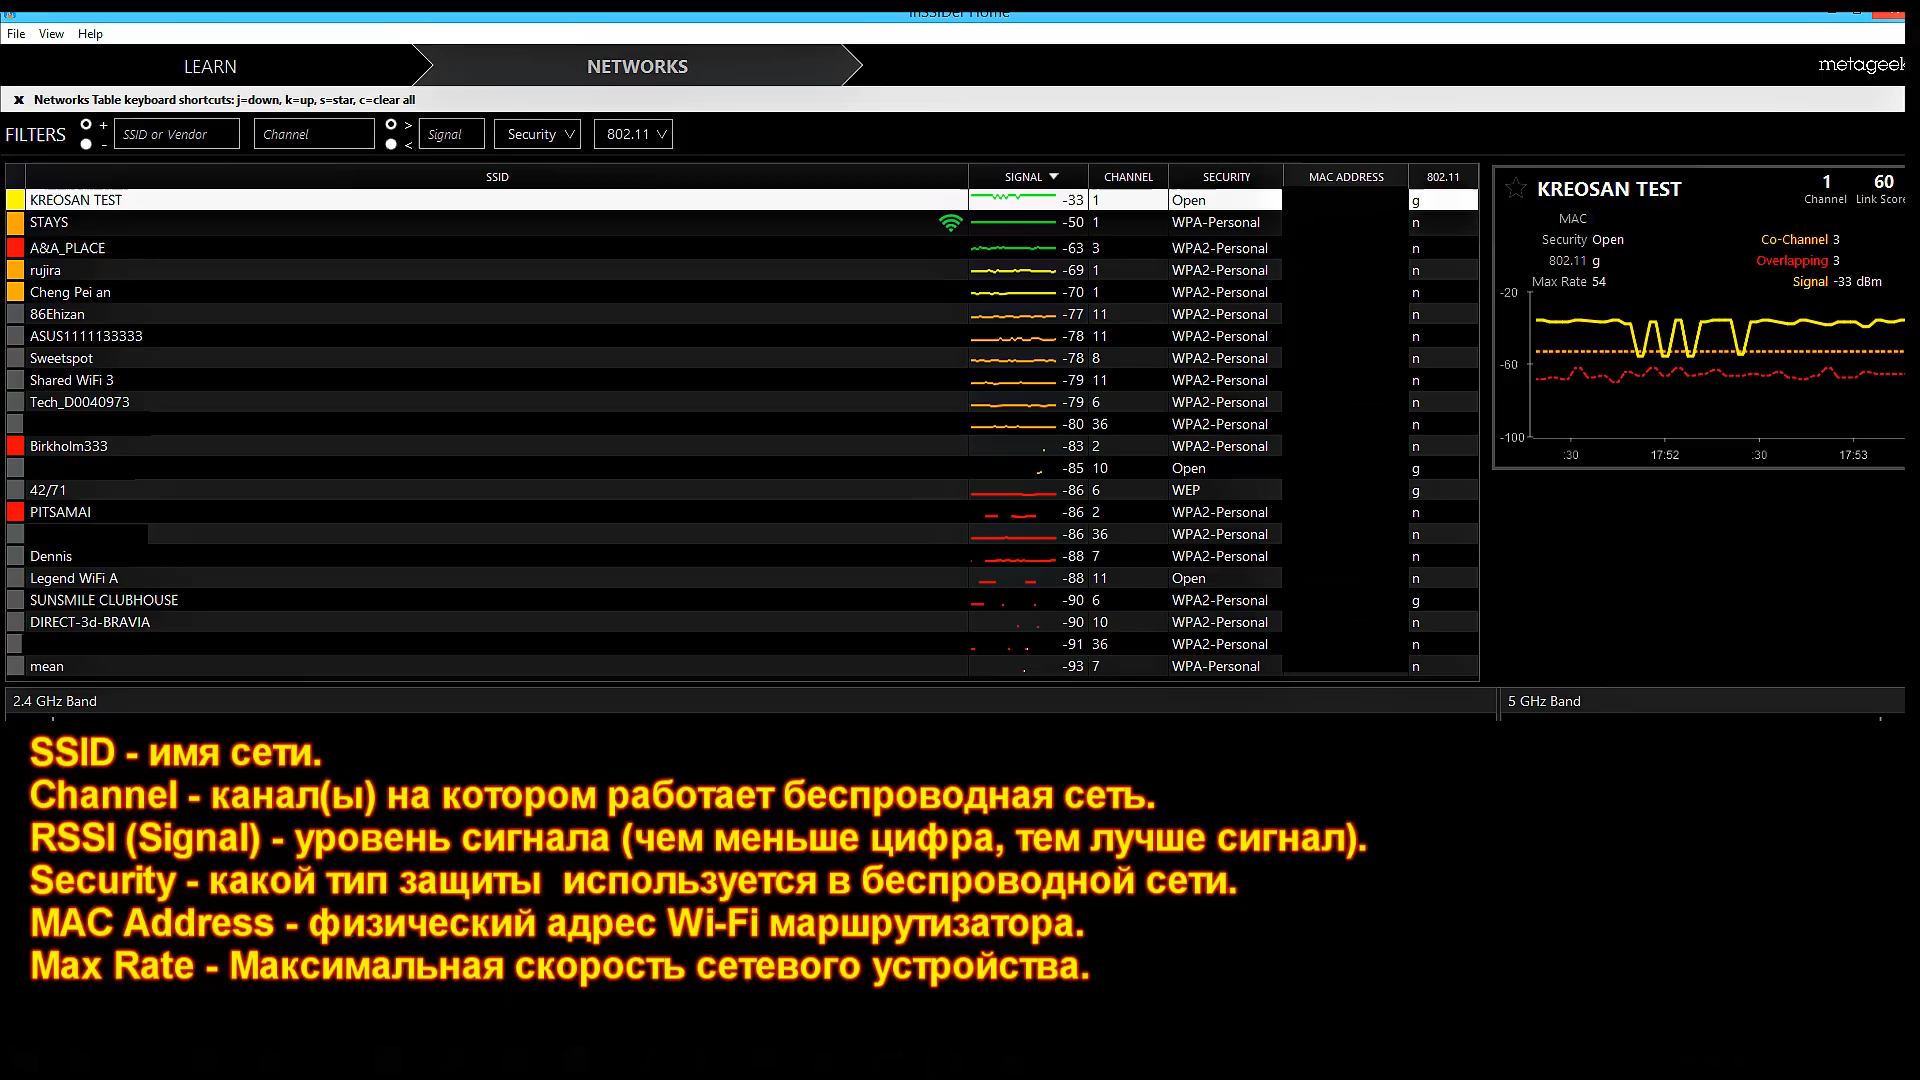 inSSIDer Home
File View Help
LEARN NETWORKS metageek
x Networks Table keyboard shortcuts: j=down, k=up, s=star, c=clear all
FILTERS + - SSID or Vendor Channel > < Signal Security 802.11
SSID SIGNAL CHANNEL SECURITY MAC ADDRESS 802.11
KREOSAN TEST -33 1 Open g
STAYS -50 1 WPA-Personal n
A&A_PLACE -63 3 WPA2-Personal n
rujira -69 1 WPA2-Personal n
Cheng Pei an -70 1 WPA2-Personal n
86Ehizan -77 11 WPA2-Personal n
ASUS1111133333 -78 11 WPA2-Personal n
Sweetspot -78 8 WPA2-Personal n
Shared WiFi 3 -79 11 WPA2-Personal n
Tech_D0040973 -79 6 WPA2-Personal n
-80 36 WPA2-Personal n
Birkholm333 -83 2 WPA2-Personal n
-85 10 Open g
42/71 -86 6 WEP g
PITSAMAI -86 2 WPA2-Personal n
-86 36 WPA2-Personal n
Dennis -88 7 WPA2-Personal n
Legend WiFi A -88 11 Open n
SUNSMILE CLUBHOUSE -90 6 WPA2-Personal g
DIRECT-3d-BRAVIA -90 10 WPA2-Personal n
-91 36 WPA2-Personal n
mean -93 7 WPA-Personal n
KREOSAN TEST 1 60
Channel Link Score
MAC
Security Open Co-Channel 3
802.11 g Overlapping 3
Max Rate 54 Signal -33 dBm
-20
-60
-100
:30 17:52 :30 17:53
2.4 GHz Band 5 GHz Band
SSID - имя сети.
Channel - канал(ы) на котором работает беспроводная сеть.
RSSI (Signal) - уровень сигнала (чем меньше цифра, тем лучше сигнал).
Security - какой тип защиты используется в беспроводной сети.
MAC Address - физический адрес Wi-Fi маршрутизатора.
Max Rate - Максимальная скорость сетевого устройства.